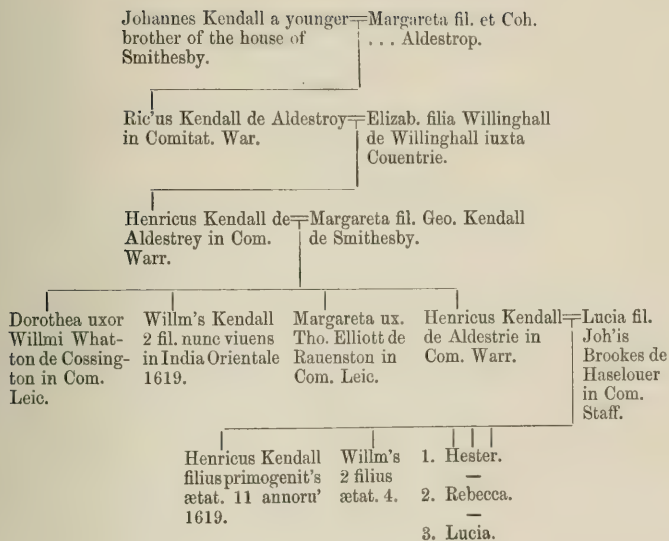 Johannes Kendall a younger
brother of the house of
Smithesby.
Margareta fil. et Coh.
. . . Aldestrop.
Ric'us Kendall de Aldestroy
in Comitat. War.
Elizab. filia Willinghall
de Willinghall iuxta
Couentrie.
Henricus Kendall de
Aldestrey in Com.
Warr.
Margareta fil. Geo. Kendall
de Smithesby.
Dorothea uxor
Willmi What-
ton de Cossing-
ton in Com.
Leic.
Willm's Kendall
2 fil. nunc viuens
in India Orientale
1619.
Margareta ux.
Tho. Elliott de
Rauenston in
Com. Leic.
Henricus Kendall
de Aldestrie in
Com. Warr.
Lucia fil.
Joh'is
Brookes de
Haselouer
in Com.
Staff.
Henricus Kendall
filius primogenit's
ætat. 11 annoru'
1619.
Willm's
2 filius
ætat. 4.
1. Hester.
—
2. Rebecca.
—
3. Lucia.